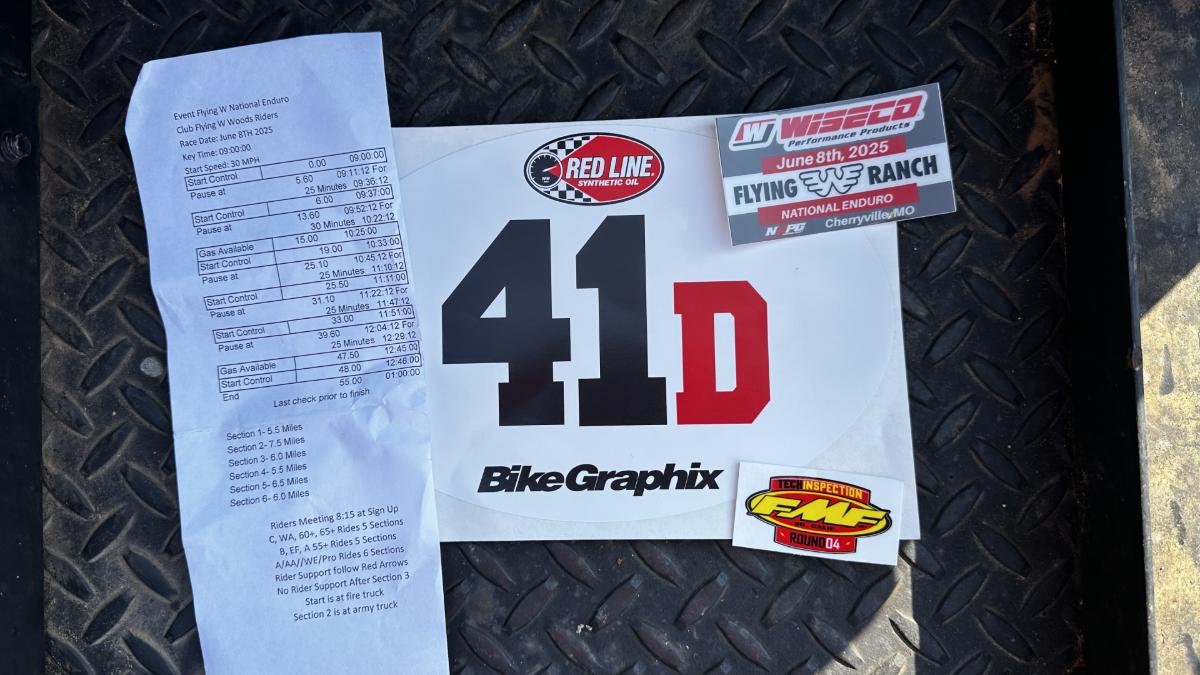 Event Flying W National Enduro
Club Flying W Woods Riders
Race Date: June 8TH 2025
Key Time: 09:00:00
Start Speed: 30 MPH
Start Control 0.00 09:00:00
Pause at 5.60 09:11:12 For
25 Minutes 09:36:12
Start Control 6.00 09:37:00
Pause at 13.60 09:52:12 For
30 Minutes 10:22:12
Gas Available 15.00 10:25:00
Start Control 19.00 10:33:00
Pause at 25.10 10:45:12 For
25 Minutes 11:10:12
Start Control 25.50 11:11:00
Pause at 31.10 11:22:12 For
25 Minutes 11:47:12
Start Control 33.00 11:51:00
Pause at 39.60 12:04:12 For
25 Minutes 12:29:12
Gas Available 47.50 12:45:00
Start Control 48.00 12:46:00
End 55.00 01:00:00
Last check prior to finish
Section 1- 5.5 Miles
Section 2- 7.5 Miles
Section 3- 6.0 Miles
Section 4- 5.5 Miles
Section 5- 6.5 Miles
Section 6- 6.0 Miles
Riders Meeting 8:15 at Sign Up
C, WA, 60+, 65+ Rides 5 Sections
B, EF, A 55+ Rides 5 Sections
A/AA//WE/Pro Rides 6 Sections
Rider Support follow Red Arrows
No Rider Support After Section 3
Start is at fire truck
Section 2 is at army truck
RED LINE
SYNTHETIC OIL
41D
BikeGraphix
W WISECO
Performance Products
June 8th, 2025
FLYING W RANCH
NATIONAL ENDURO
NEPG Cherryville, MO
TECH INSPECTION
FMF
SO. CALIF.
ROUND 04